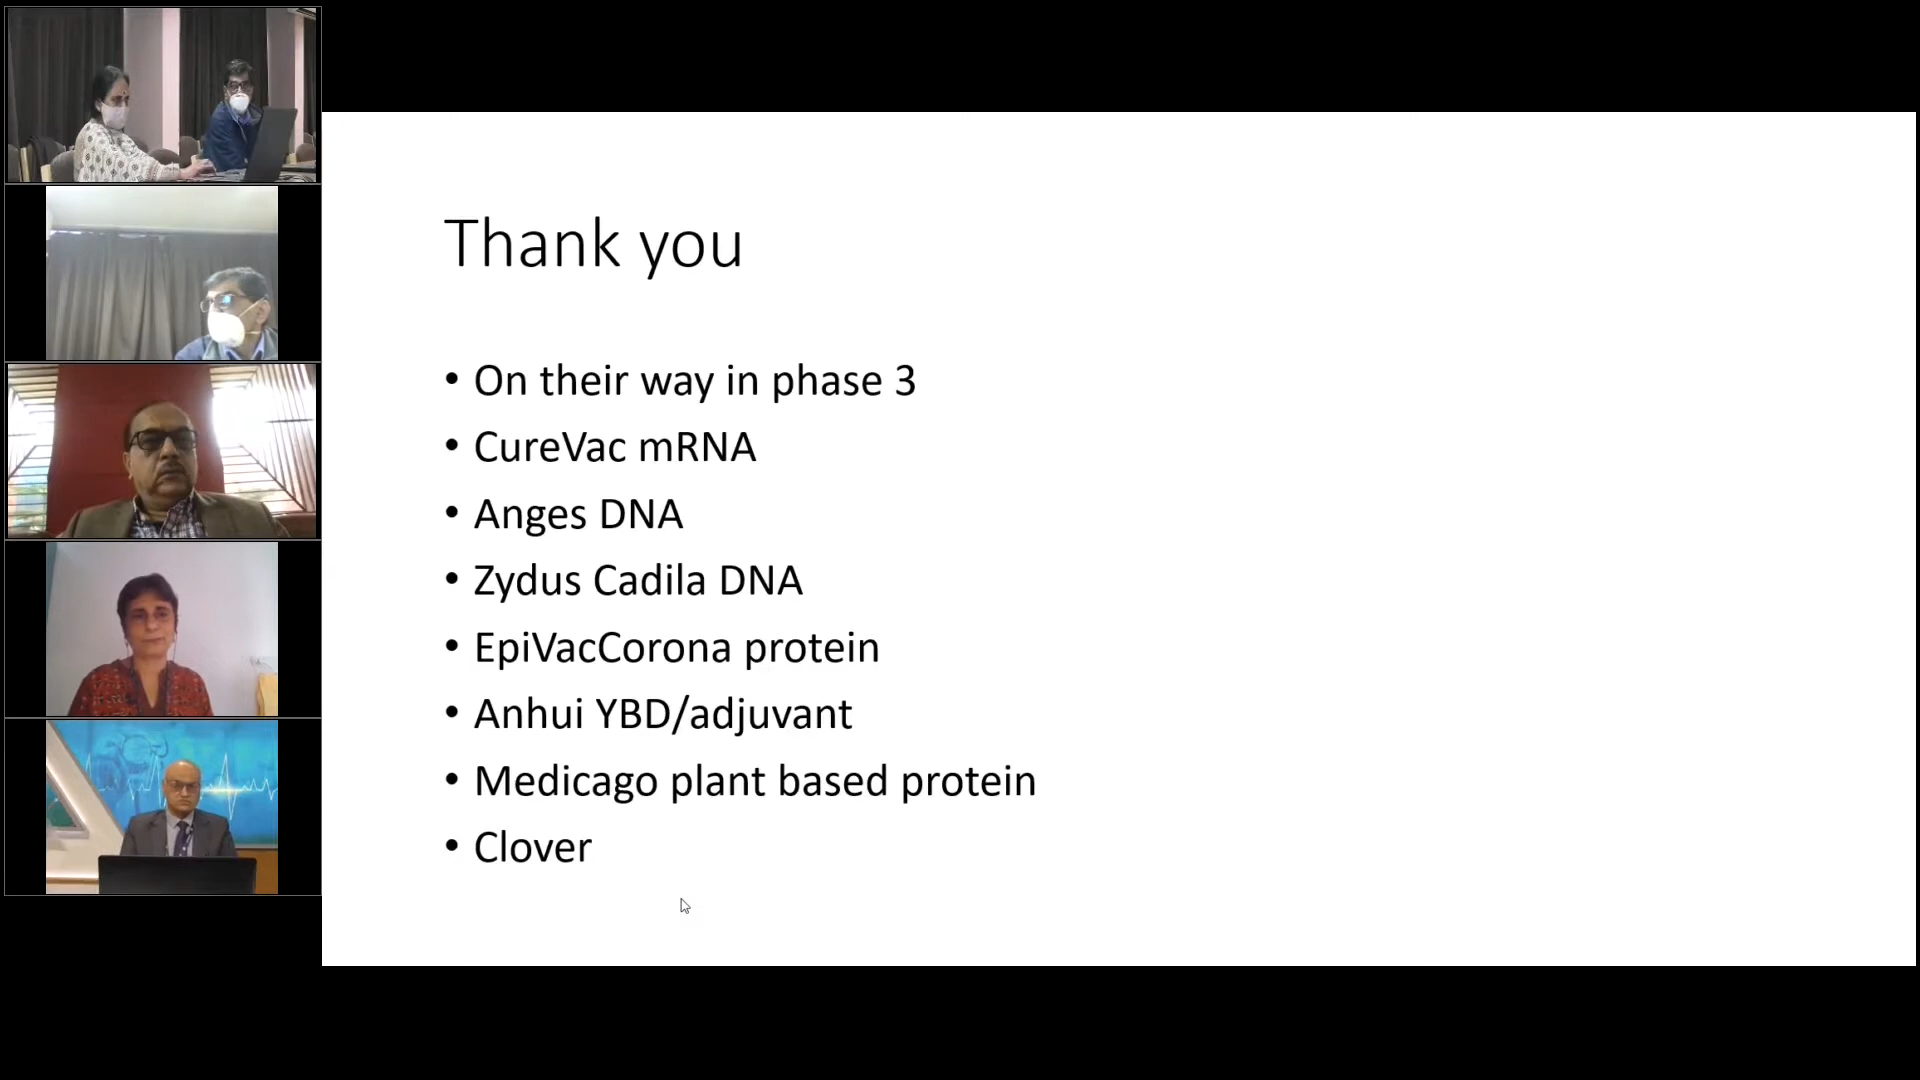 Thank you
• On their way in phase 3
• CureVac mRNA
• Anges DNA
• Zydus Cadila DNA
• EpiVacCorona protein
• Anhui YBD/adjuvant
• Medicago plant based protein
• Clover